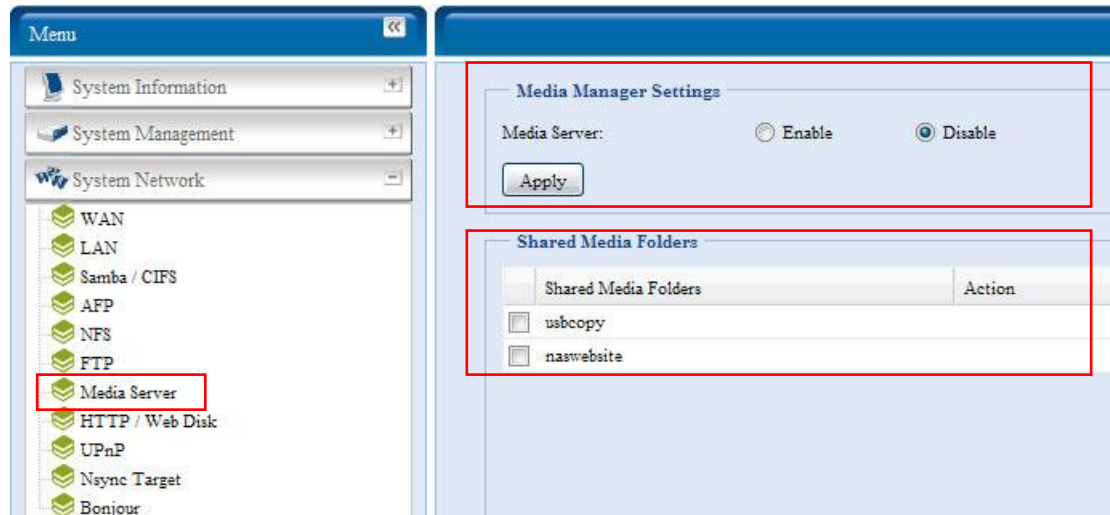 Menu
System Information
System Management
System Network
WAN
LAN
Samba / CIFS
AFP
NFS
FTP
Media Server
HTTP / Web Disk
UPnP
Nsync Target
Bonjour
Media Manager Settings
Media Server: Enable Disable
Apply
Shared Media Folders
Shared Media Folders Action
usbcopy
naswebsite